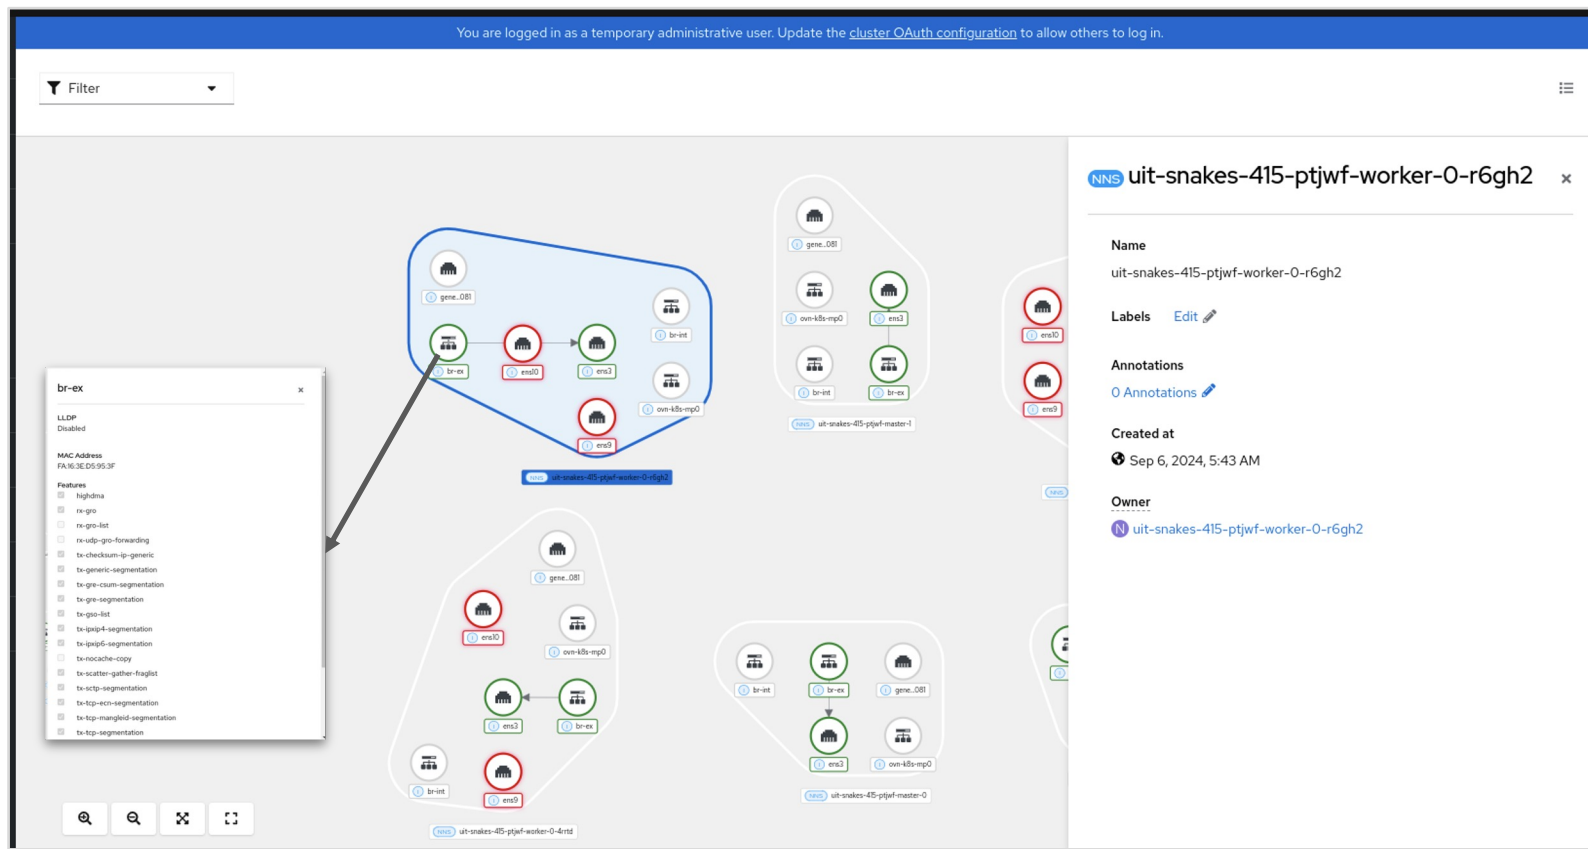 You are logged in as a temporary administrative user. Update the cluster OAuth configuration to allow others to log in.
Filter
NNS uit-snakes-415-ptjwf-worker-0-r6gh2
Name
uit-snakes-415-ptjwf-worker-0-r6gh2
Labels Edit
Annotations
0 Annotations
Created at
Sep 6, 2024, 5:43 AM
Owner
N uit-snakes-415-ptjwf-worker-0-r6gh2
gene...081
br-ex
ens10
ens3
br-int
ovn-k8s-mp0
ens9
NNS uit-snakes-415-ptjwf-worker-0-r6gh2
gene...081
ovn-k8s-mp0
ens3
br-int
br-ex
NNS uit-snakes-415-ptjwf-master-1
ens10
ens9
NNS
br-ex
LLDP
Disabled
MAC Address
FA:16:3E:D5:95:3F
Features
highdma
rx-gro
rx-gro-list
rx-udp-gro-forwarding
tx-checksum-ip-generic
tx-generic-segmentation
tx-gre-csum-segmentation
tx-gre-segmentation
tx-gso-list
tx-ipxip4-segmentation
tx-ipxip6-segmentation
tx-nocache-copy
tx-scatter-gather-fraglist
tx-sctp-segmentation
tx-tcp-ecn-segmentation
tx-tcp-mangleid-segmentation
tx-tcp-segmentation
gene...081
ens10
ovn-k8s-mp0
ens3
br-ex
br-int
ens9
NNS uit-snakes-415-ptjwf-worker-0-4rrtd
br-int
br-ex
gene...081
ens3
ovn-k8s-mp0
NNS uit-snakes-415-ptjwf-master-0